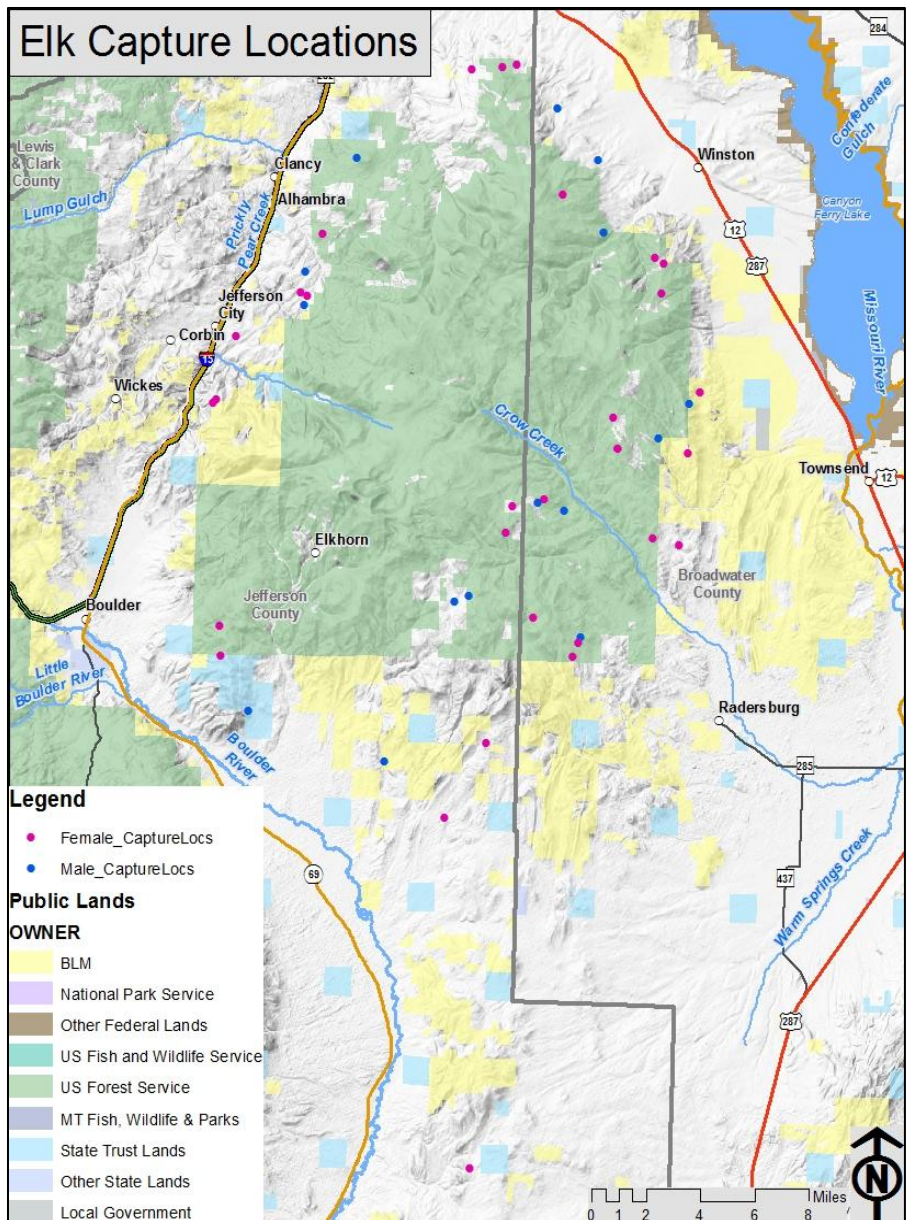 Elk Capture Locations
284
Lewis
& Clark
County
Clancy
Lump Gulch
Alhambra
Prickly
Pear Creek
Winston
Confederate
Gulch
Canyon
Ferry Lake
12
287
Jefferson
City
Corbin
15
Wickes
Missouri River
Crow Creek
Townsend
12
Elkhorn
Jefferson
County
Broadwater
County
Boulder
Little
Boulder River
Boulder
River
Radersburg
285
437
Warm Springs Creek
69
287
Legend
Female_CaptureLocs
Male_CaptureLocs
Public Lands
OWNER
BLM
National Park Service
Other Federal Lands
US Fish and Wildlife Service
US Forest Service
MT Fish, Wildlife & Parks
State Trust Lands
Other State Lands
Local Government
Miles
0 1 2 4 6 8
N